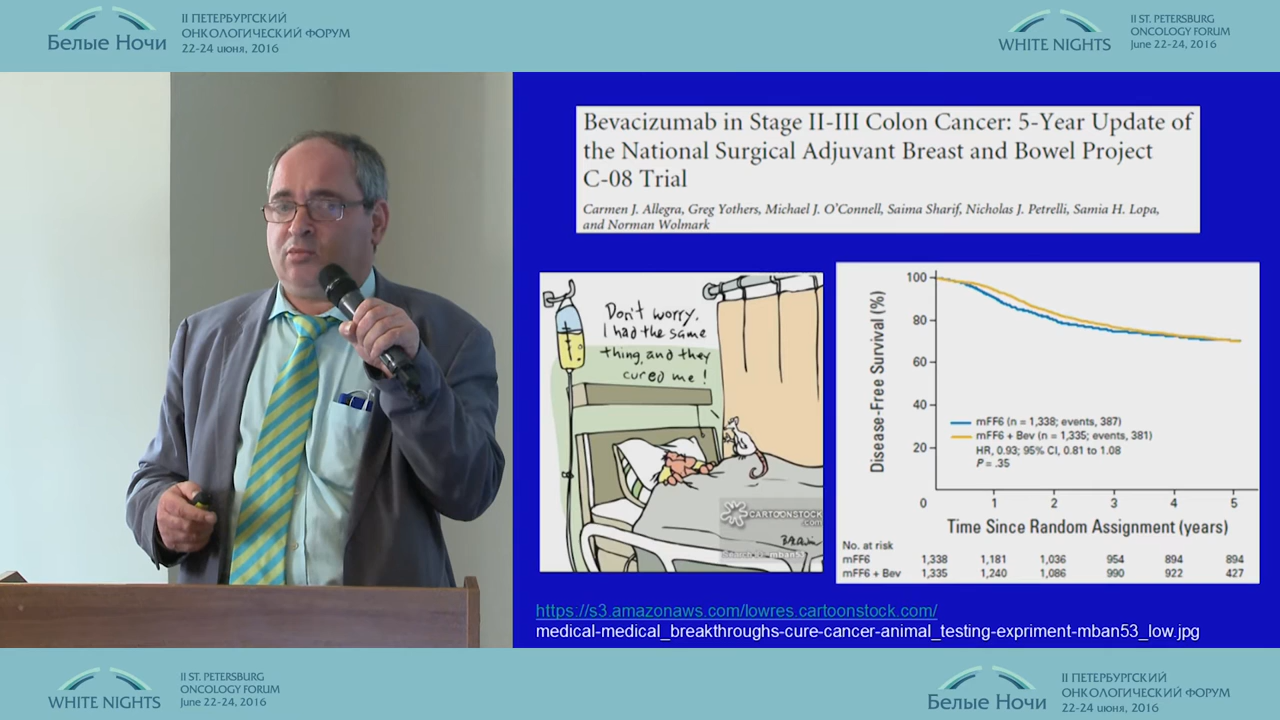 Белые Ночи
II ПЕТЕРБУРГСКИЙ
ОНКОЛОГИЧЕСКИЙ ФОРУМ
22-24 июня, 2016
WHITE NIGHTS
II ST. PETERSBURG
ONCOLOGY FORUM
June 22-24, 2016
Bevacizumab in Stage II-III Colon Cancer: 5-Year Update of
the National Surgical Adjuvant Breast and Bowel Project
C-08 Trial
Carmen J. Allegra, Greg Yothers, Michael J. O'Connell, Saima Sharif, Nicholas J. Petrelli, Samia H. Lopa,
and Norman Wolmark
Don't worry,
I had the same
thing, and they
cured me!
CARTOONSTOCK
.com
Disease-Free Survival (%)
100
80
60
40
20
mFF6 (n = 1,338; events, 387)
mFF6 + Bev (n = 1,335; events, 381)
HR, 0.93; 95% CI, 0.81 to 1.08
P = .35
0 1 2 3 4 5
Time Since Random Assignment (years)
No. at risk
mFF6 1,338 1,181 1,036 954 894 894
mFF6 + Bev 1,335 1,240 1,086 990 922 427
https://s3.amazonaws.com/lowres.cartoonstock.com/
medical-medical_breakthroughs-cure-cancer-animal_testing-expriment-mban53_low.jpg
WHITE NIGHTS
II ST. PETERSBURG
ONCOLOGY FORUM
June 22-24, 2016
Белые Ночи
II ПЕТЕРБУРГСКИЙ
ОНКОЛОГИЧЕСКИЙ ФОРУМ
22-24 июня, 2016